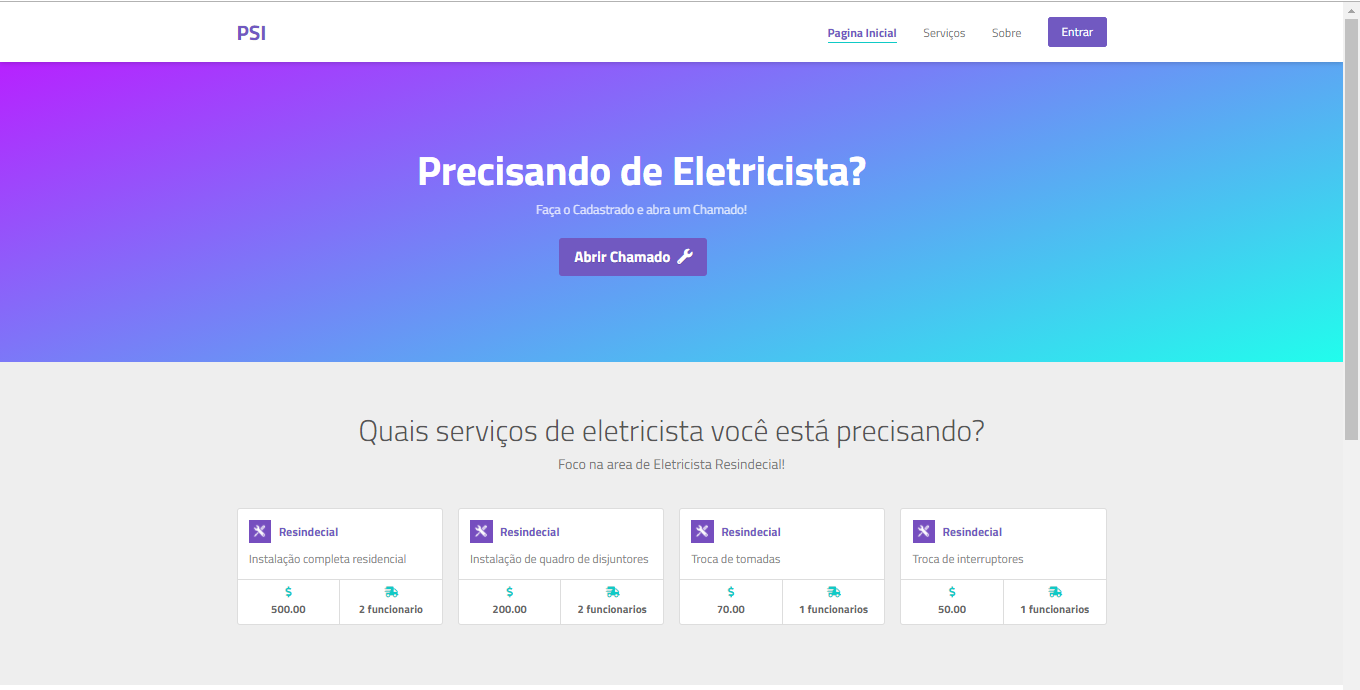 PSI
Pagina Inicial Serviços Sobre Entrar
Precisando de Eletricista?
Faça o Cadastrado e abra um Chamado!
Abrir Chamado
Quais serviços de eletricista você está precisando?
Foco na area de Eletricista Resindecial!
Resindecial
Instalação completa residencial
$
500.00
2 funcionario
Resindecial
Instalação de quadro de disjuntores
$
200.00
2 funcionarios
Resindecial
Troca de tomadas
$
70.00
1 funcionarios
Resindecial
Troca de interruptores
$
50.00
1 funcionarios